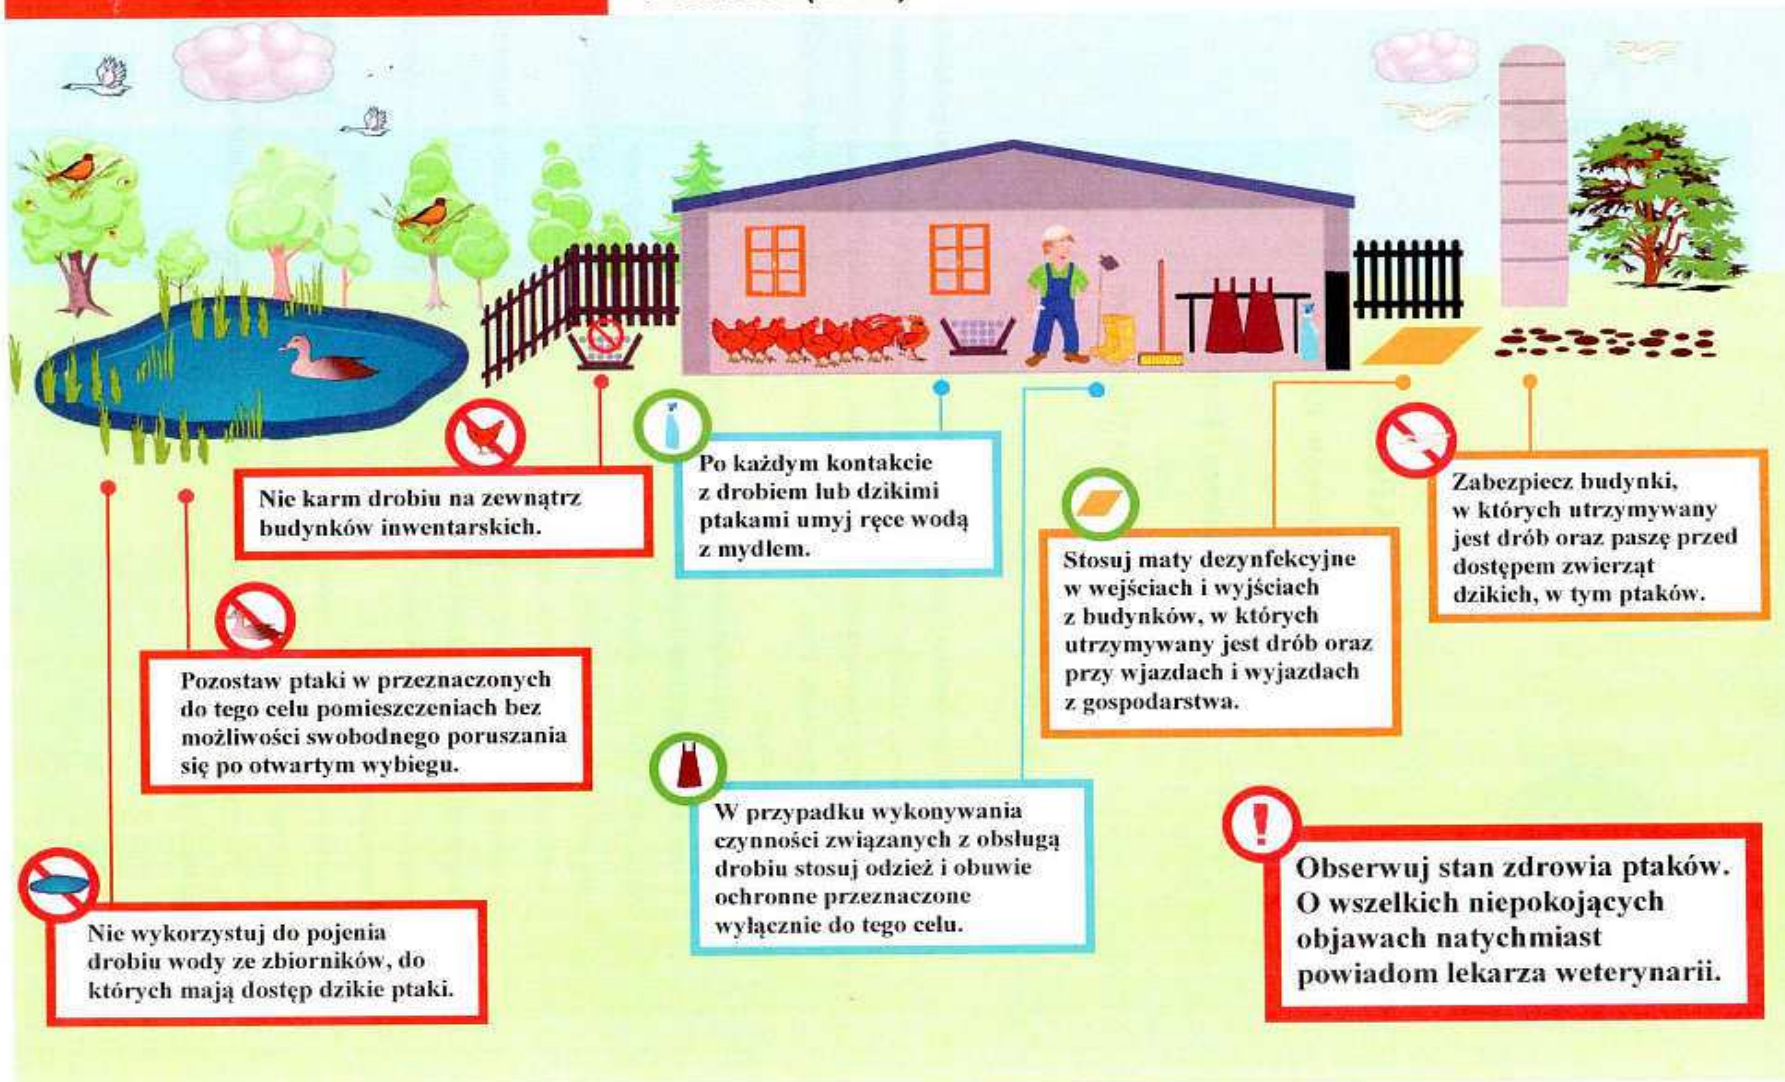 Nie karm drobiu na zewnątrz
budynków inwentarskich.
Po każdym kontakcie
z drobiem lub dzikimi
ptakami umyj ręce wodą
z mydłem.
Zabezpiecz budynki,
w których utrzymywany
jest drób oraz paszę przed
dostępem zwierząt
dzikich, w tym ptaków.
Stosuj maty dezynfekcyjne
w wejściach i wyjściach
z budynków, w których
utrzymywany jest drób oraz
przy wjazdach i wyjazdach
z gospodarstwa.
Pozostaw ptaki w przeznaczonych
do tego celu pomieszczeniach bez
możliwości swobodnego poruszania
się po otwartym wybiegu.
W przypadku wykonywania
czynności związanych z obsługą
drobiu stosuj odzież i obuwie
ochronne przeznaczone
wyłącznie do tego celu.
Nie wykorzystuj do pojenia
drobiu wody ze zbiorników, do
których mają dostęp dzikie ptaki.
Obserwuj stan zdrowia ptaków.
O wszelkich niepokojących
objawach natychmiast
powiadom lekarza weterynarii.